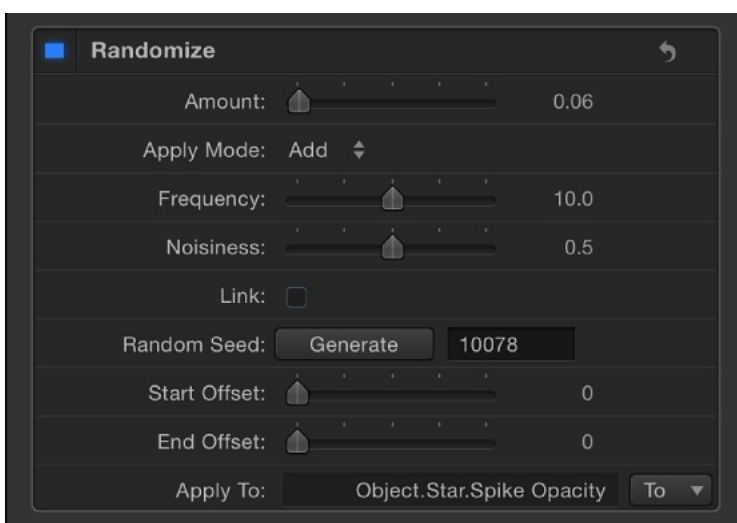 Randomize
Amount: 0.06
Apply Mode: Add
Frequency: 10.0
Noisiness: 0.5
Link:
Random Seed: Generate 10078
Start Offset: 0
End Offset: 0
Apply To: Object.Star.Spike Opacity To